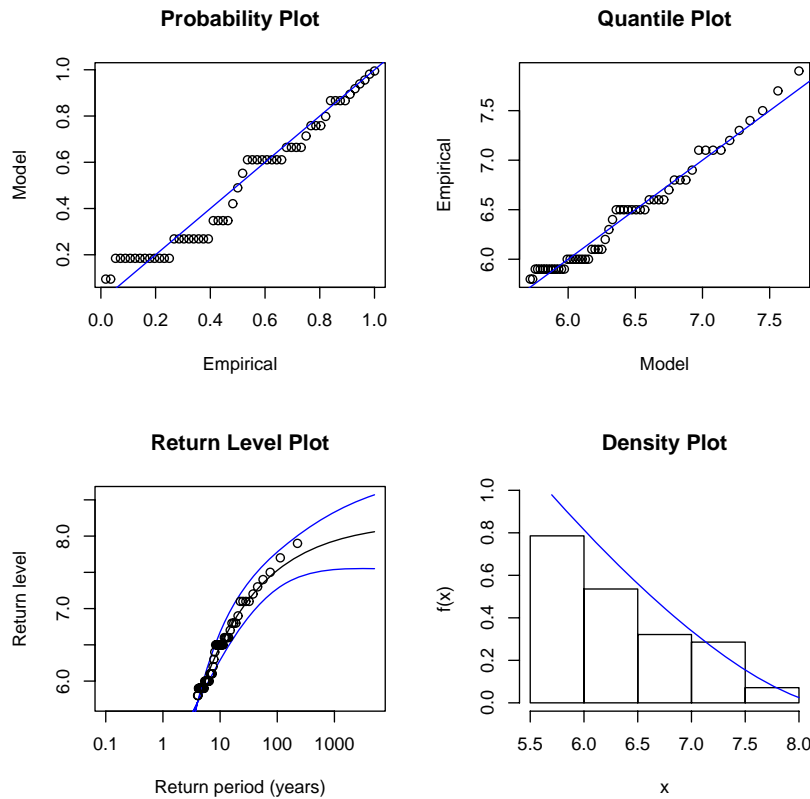 Probability Plot
Model
0.2 0.4 0.6 0.8 1.0
0.0 0.2 0.4 0.6 0.8 1.0
Empirical
Quantile Plot
Empirical
6.0 6.5 7.0 7.5
6.0 6.5 7.0 7.5
Model
Return Level Plot
Return level
6.0 7.0 8.0
0.1 1 10 100 1000
Return period (years)
Density Plot
f(x)
0.0 0.2 0.4 0.6 0.8 1.0
5.5 6.0 6.5 7.0 7.5 8.0
x